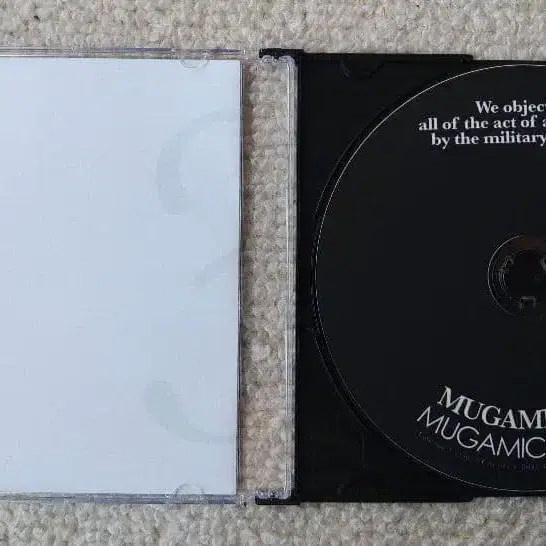 We object
all of the act of a
by the military
MUGAMI
MUGAMIC